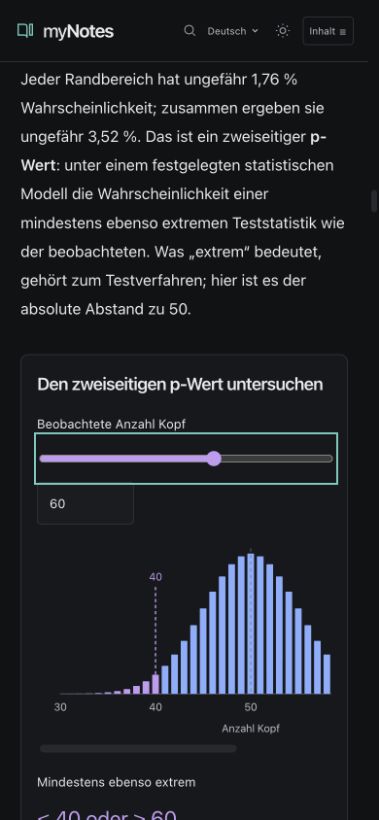 myNotes
Deutsch
Inhalt
Jeder Randbereich hat ungefähr 1,76 %
Wahrscheinlichkeit; zusammen ergeben sie
ungefähr 3,52 %. Das ist ein zweiseitiger p-
Wert: unter einem festgelegten statistischen
Modell die Wahrscheinlichkeit einer
mindestens ebenso extremen Teststatistik wie
der beobachteten. Was „extrem“ bedeutet,
gehört zum Testverfahren; hier ist es der
absolute Abstand zu 50.
Den zweiseitigen p-Wert untersuchen
Beobachtete Anzahl Kopf
60
40
30 40 50
Anzahl Kopf
Mindestens ebenso extrem